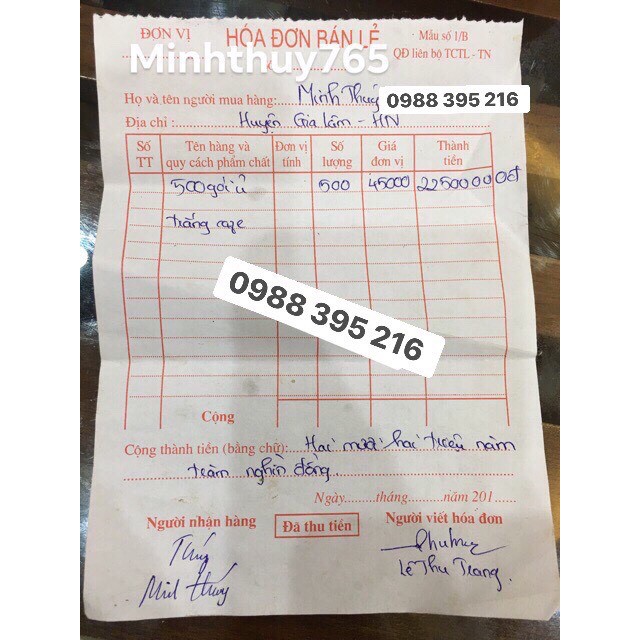 ĐƠN VỊ HÓA ĐƠN BÁN LẺ Mẫu số 1/B
Minhthuy765 QĐ liên bộ TCTL - TN
Họ và tên người mua hàng: Minh Thuý 0988 395 216
Địa chỉ : Huyện Gia Lâm - HN
Số TT Tên hàng và quy cách phẩm chất Đơn vị tính Số lượng Giá đơn vị Thành tiền
500 gói ủ 500 45000 22500000đ
trắng
0988 395 216
Cộng
Cộng thành tiền (bằng chữ): Hai mươi hai triệu năm
trăm nghìn đồng.
Ngày......tháng......năm 201...
Người nhận hàng Đã thu tiền Người viết hóa đơn
Thúy
Minh Thúy Lê Thu Trang.